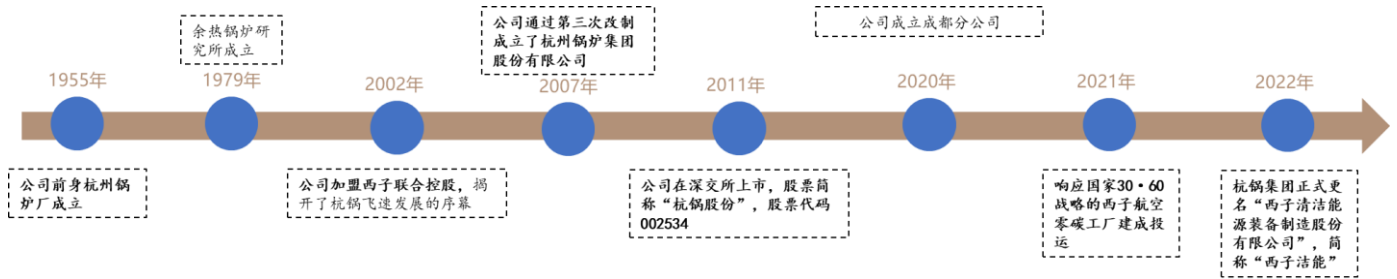 余热锅炉研
究所成立
公司通过第三次改制
成立了杭州锅炉集团
股份有限公司
公司成立成都分公司
1955年
1979年
2002年
2007年
2011年
2020年
2021年
2022年
公司前身杭州锅
炉厂成立
公司加盟西子联合控股，揭
开了杭锅飞速发展的序幕
公司在深交所上市，股票简
称“杭锅股份”，股票代码
002534
响应国家30·60
战略的西子航空
零碳工厂建成投
运
杭锅集团正式更
名“西子清洁能
源装备制造股份
有限公司”，简
称“西子洁能”